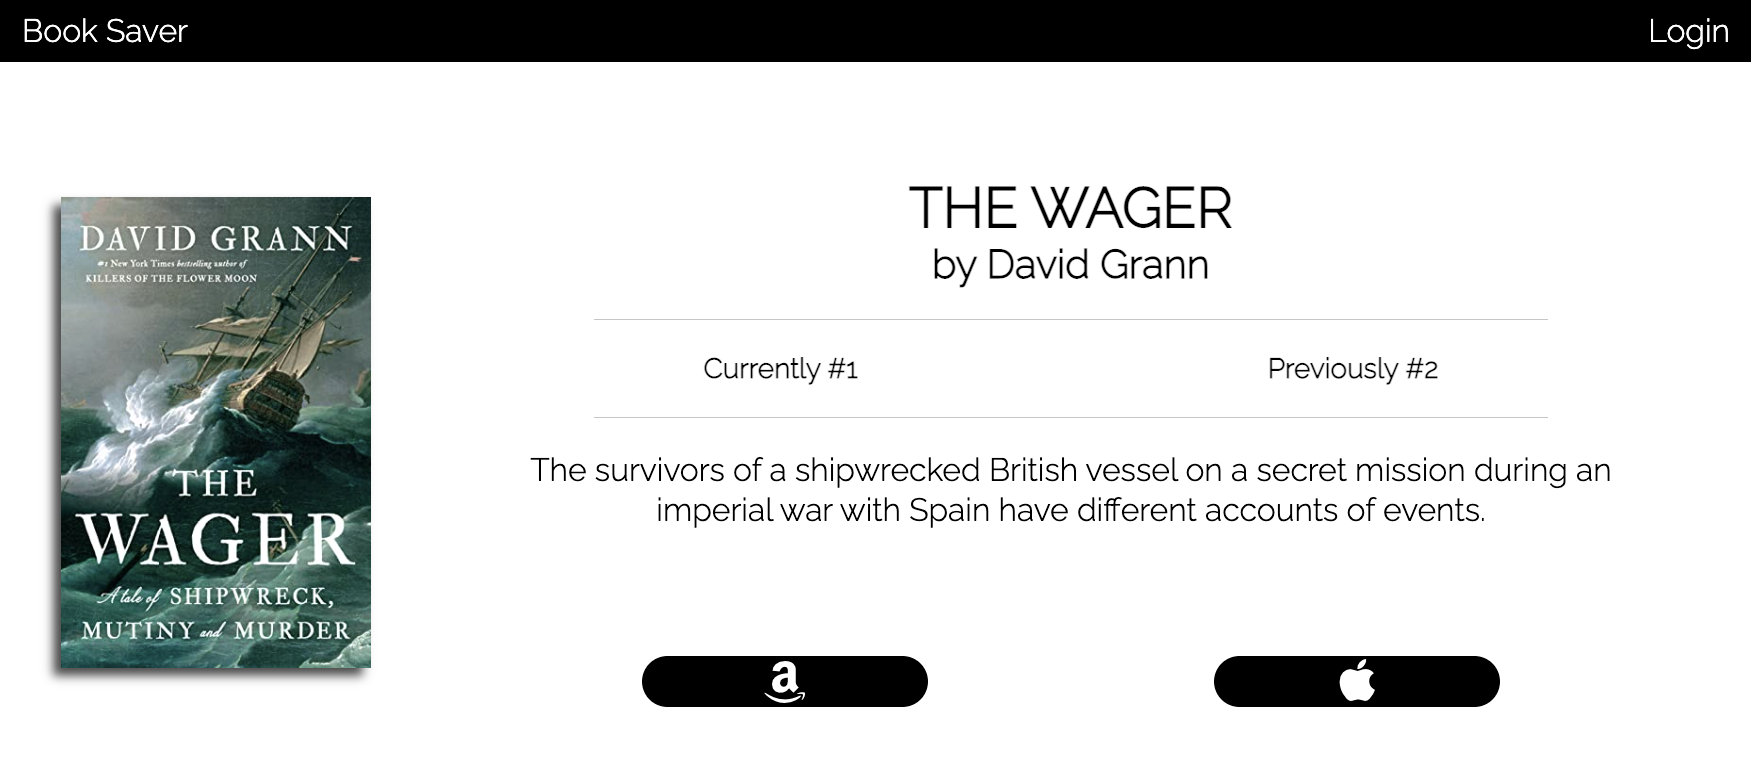 Book Saver
Login
DAVID GRANN
#1 New York Times bestselling author of
KILLERS OF THE FLOWER MOON
THE
WAGER
A tale of SHIPWRECK,
MUTINY and MURDER
THE WAGER
by David Grann
Currently #1
Previously #2
The survivors of a shipwrecked British vessel on a secret mission during an
imperial war with Spain have different accounts of events.
a